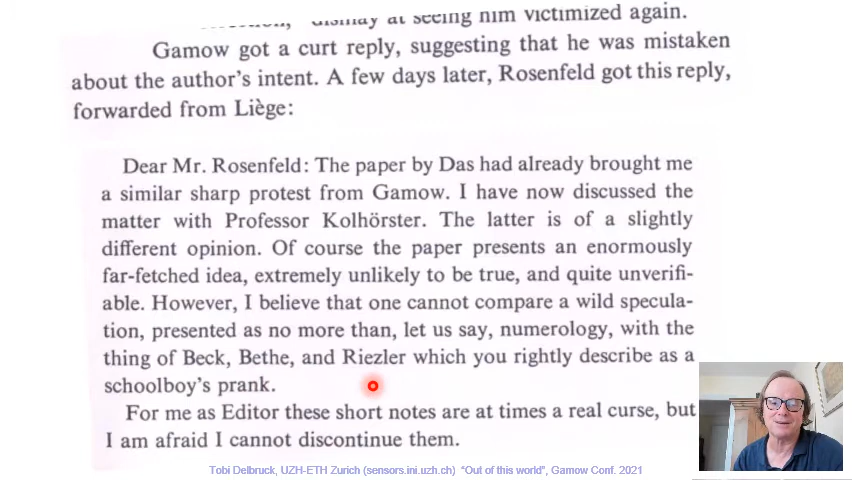 dismay at seeing him victimized again.
Gamow got a curt reply, suggesting that he was mistaken
about the author's intent. A few days later, Rosenfeld got this reply,
forwarded from Liège:
Dear Mr. Rosenfeld: The paper by Das had already brought me
a similar sharp protest from Gamow. I have now discussed the
matter with Professor Kolhörster. The latter is of a slightly
different opinion. Of course the paper presents an enormously
far-fetched idea, extremely unlikely to be true, and quite unverifi-
able. However, I believe that one cannot compare a wild specula-
tion, presented as no more than, let us say, numerology, with the
thing of Beck, Bethe, and Riezler which you rightly describe as a
schoolboy's prank.
For me as Editor these short notes are at times a real curse, but
I am afraid I cannot discontinue them.
Tobi Delbruck, UZH-ETH Zurich (sensors.ini.uzh.ch) "Out of this world", Gamow Conf. 2021